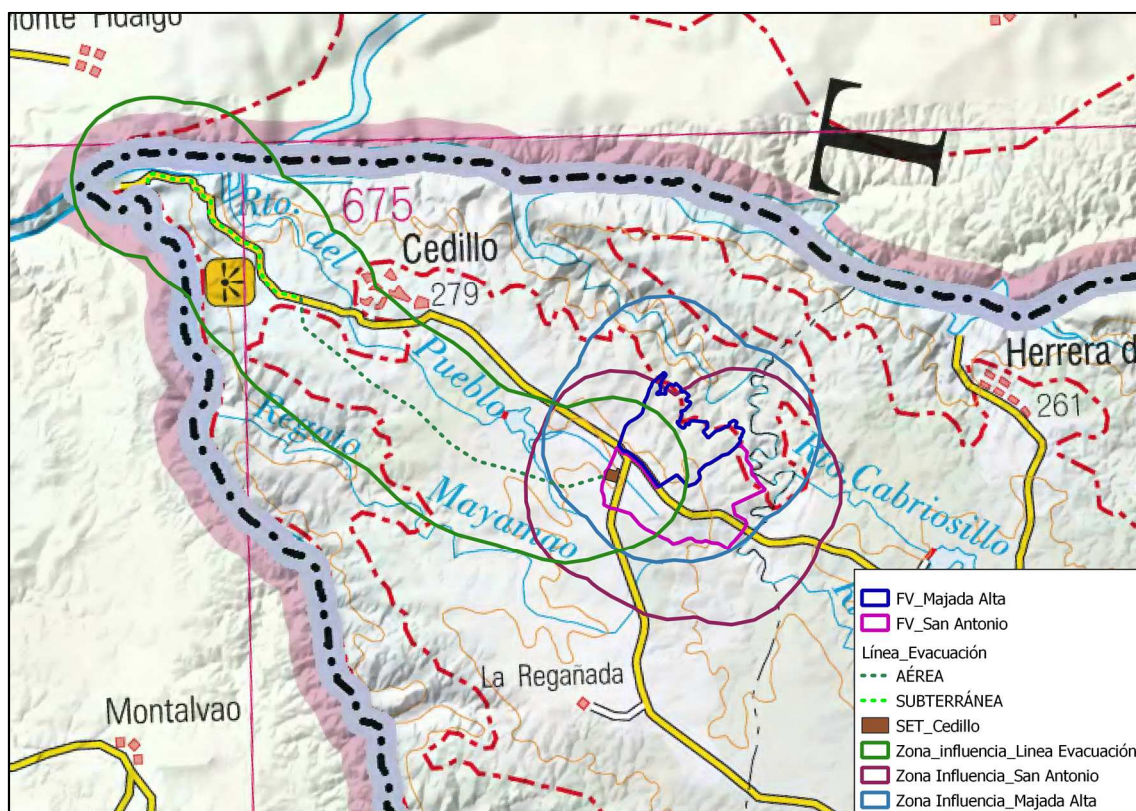 Monte Fidalgo
675
Rto. del
Pueblo
Cedillo
279
Regato
Mayamao
Río Cabriosillo
Herrera d
261
La Regañada
Montalvao
FV_Majada Alta
FV_San Antonio
Línea_Evacuación
AÉREA
SUBTERRÁNEA
SET_Cedillo
Zona_influencia_Linea Evacuación
Zona Influencia_San Antonio
Zona Influencia_Majada Alta